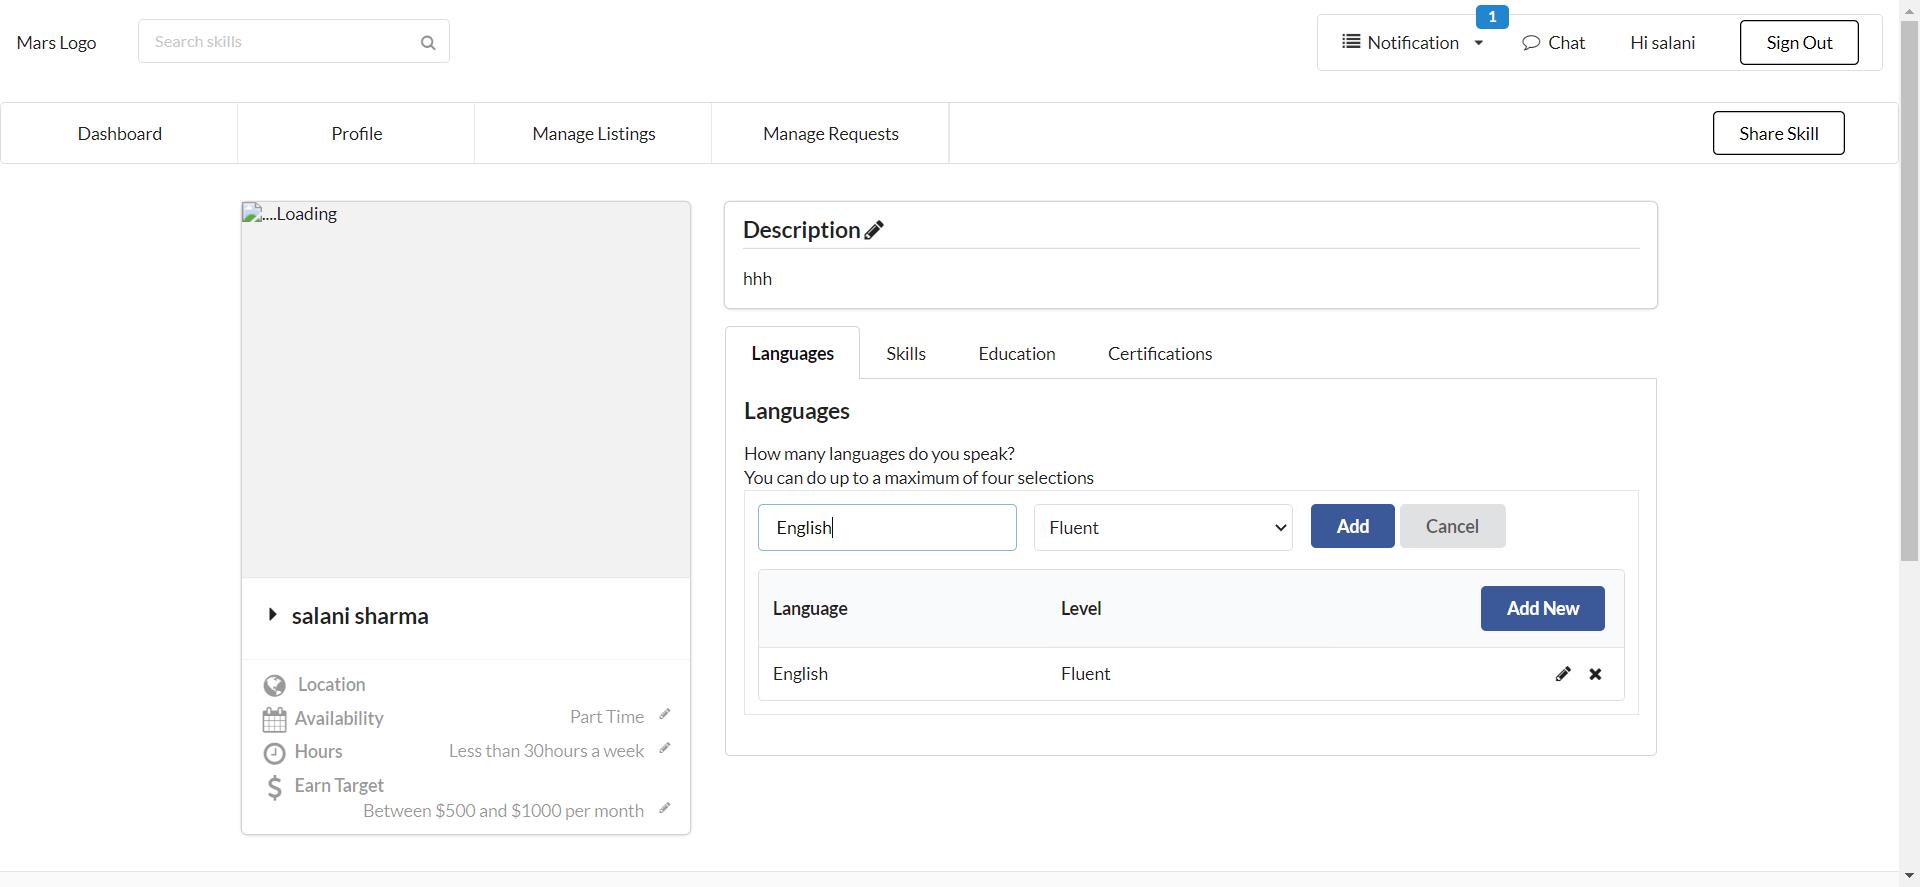 Mars Logo
Search skills
Notification
1
Chat
Hi salani
Sign Out
Dashboard
Profile
Manage Listings
Manage Requests
Share Skill
....Loading
salani sharma
Location
Availability
Part Time
Hours
Less than 30hours a week
Earn Target
Between $500 and $1000 per month
Description
hhh
Languages
Skills
Education
Certifications
Languages
How many languages do you speak?
You can do up to a maximum of four selections
English
Fluent
Add
Cancel
Language
Level
Add New
English
Fluent